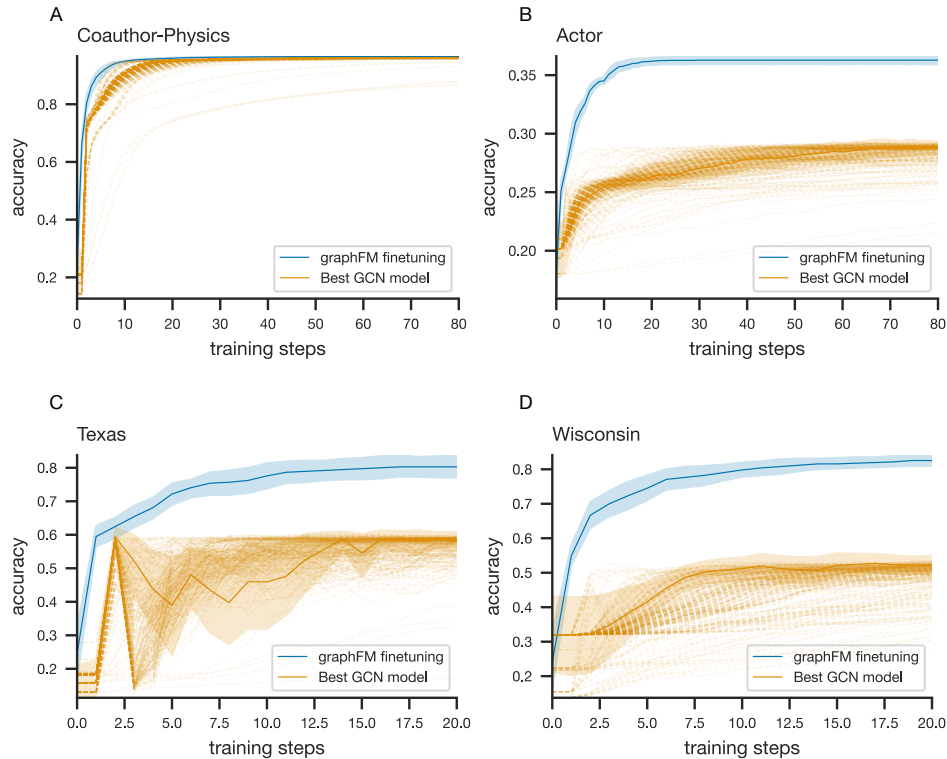 A
Coauthor-Physics
accuracy
0.8
0.6
0.4
0.2
graphFM finetuning
Best GCN model
0 10 20 30 40 50 60 70 80
training steps
B
Actor
accuracy
0.35
0.30
0.25
0.20
graphFM finetuning
Best GCN model
0 10 20 30 40 50 60 70 80
training steps
C
Texas
accuracy
0.8
0.7
0.6
0.5
0.4
0.3
0.2
graphFM finetuning
Best GCN model
0.0 2.5 5.0 7.5 10.0 12.5 15.0 17.5 20.0
training steps
D
Wisconsin
accuracy
0.8
0.7
0.6
0.5
0.4
0.3
0.2
graphFM finetuning
Best GCN model
0.0 2.5 5.0 7.5 10.0 12.5 15.0 17.5 20.0
training steps